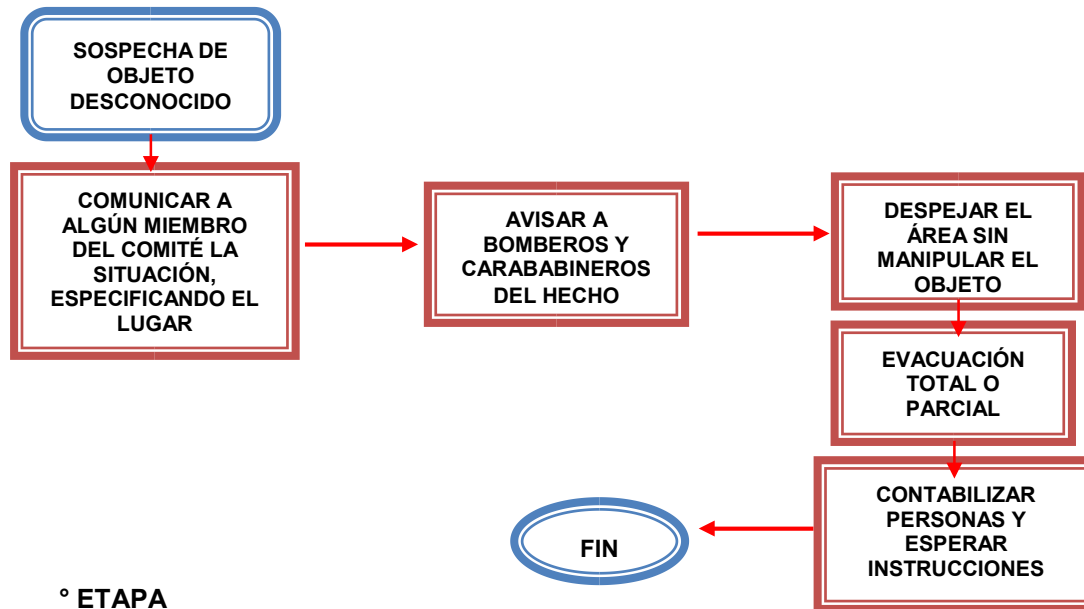 SOSPECHA DE
OBJETO
DESCONOCIDO
COMUNICAR A
ALGÚN MIEMBRO
DEL COMITÉ LA
SITUACIÓN,
ESPECIFICANDO EL
LUGAR
AVISAR A
BOMBEROS Y
CARABABINEROS
DEL HECHO
DESPEJAR EL
ÁREA SIN
MANIPULAR EL
OBJETO
EVACUACIÓN
TOTAL O
PARCIAL
CONTABILIZAR
PERSONAS Y
ESPERAR
INSTRUCCIONES
FIN
° ETAPA